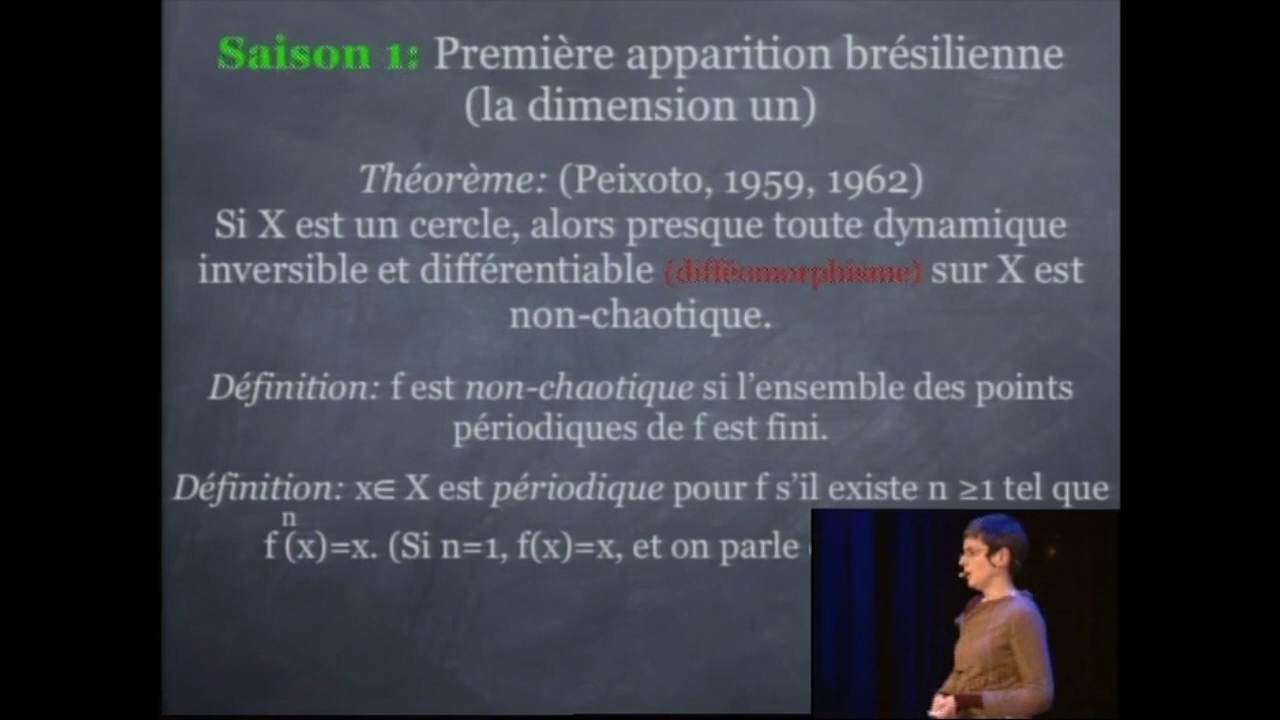 Saison 1: Première apparition brésilienne
(la dimension un)
Théorème: (Peixoto, 1959, 1962)
Si X est un cercle, alors presque toute dynamique
inversible et différentiable (difféomorphisme) sur X est
non-chaotique.
Définition: f est non-chaotique si l'ensemble des points
périodiques de f est fini.
Définition: x∈ X est périodique pour f s'il existe n ≥1 tel que
n
f (x)=x. (Si n=1, f(x)=x, et on parle